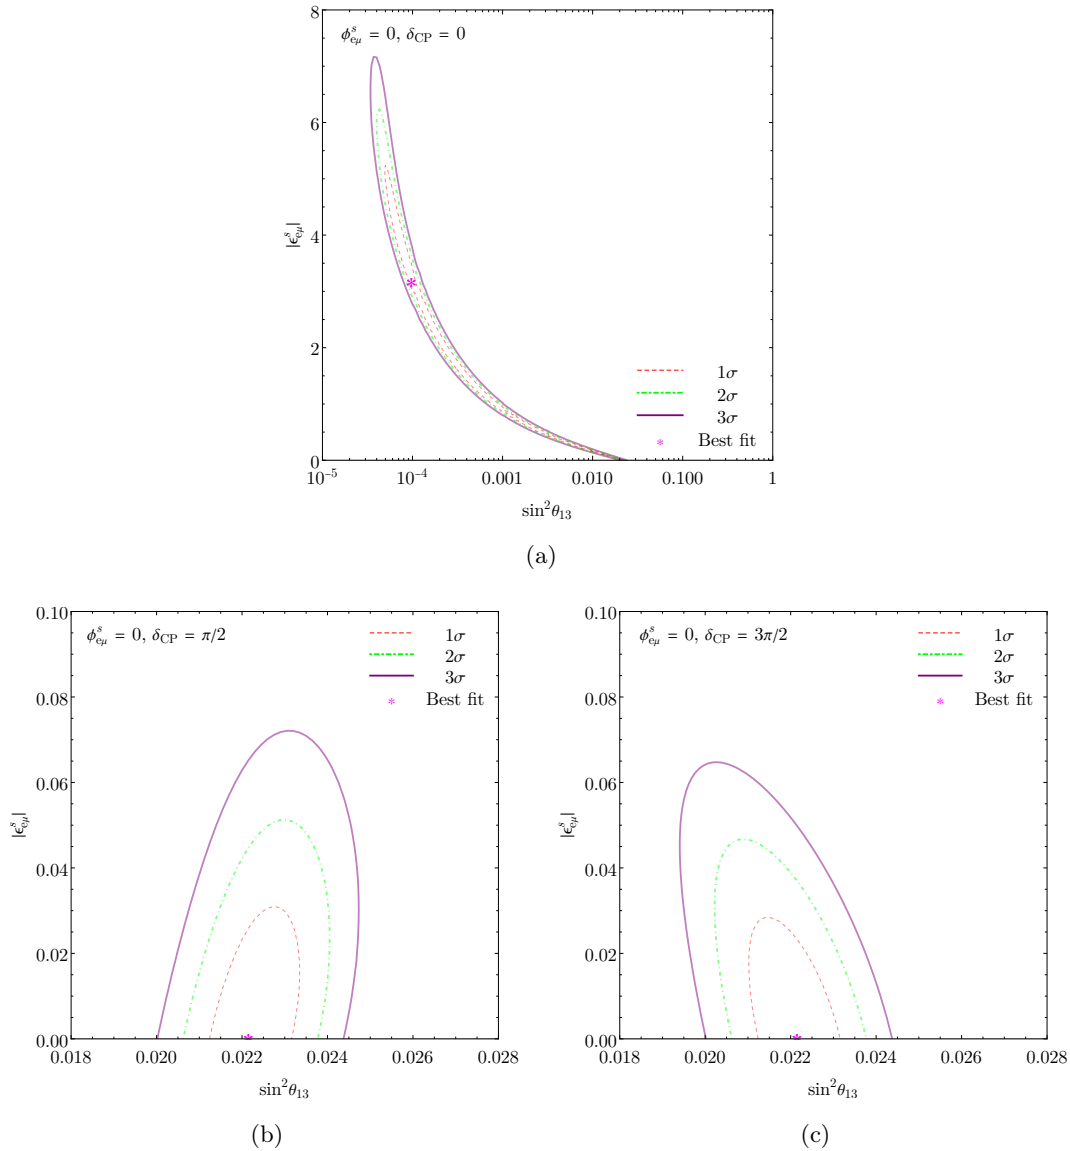 ϕ^s_eμ = 0, δ_CP = 0
8
6
4
2
0
|ϵ^s_eμ|
1σ
2σ
3σ
Best fit
10^−5 10^−4 0.001 0.010 0.100 1
sin²θ₁₃
(a)
ϕ^s_eμ = 0, δ_CP = π/2
1σ
2σ
3σ
Best fit
0.10
0.08
0.06
0.04
0.02
0.00
|ϵ^s_eμ|
0.018 0.020 0.022 0.024 0.026 0.028
sin²θ₁₃
(b)
ϕ^s_eμ = 0, δ_CP = 3π/2
1σ
2σ
3σ
Best fit
0.10
0.08
0.06
0.04
0.02
0.00
|ϵ^s_eμ|
0.018 0.020 0.022 0.024 0.026 0.028
sin²θ₁₃
(c)